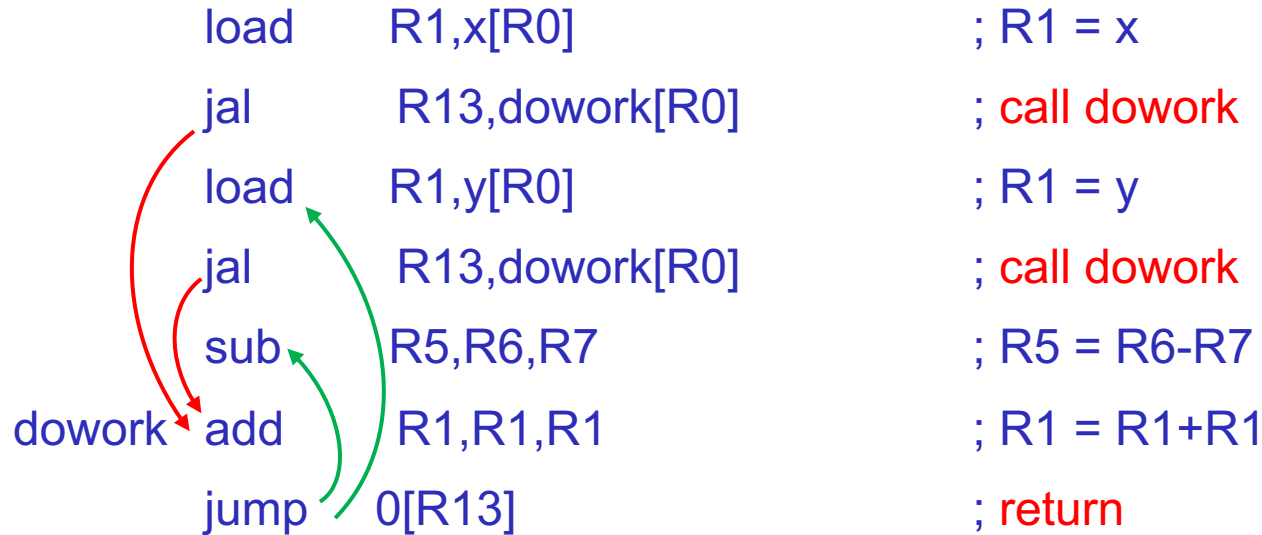 load R1,x[R0] ; R1 = x
jal R13,dowork[R0] ; call dowork
load R1,y[R0] ; R1 = y
jal R13,dowork[R0] ; call dowork
sub R5,R6,R7 ; R5 = R6-R7
dowork add R1,R1,R1 ; R1 = R1+R1
jump 0[R13] ; return